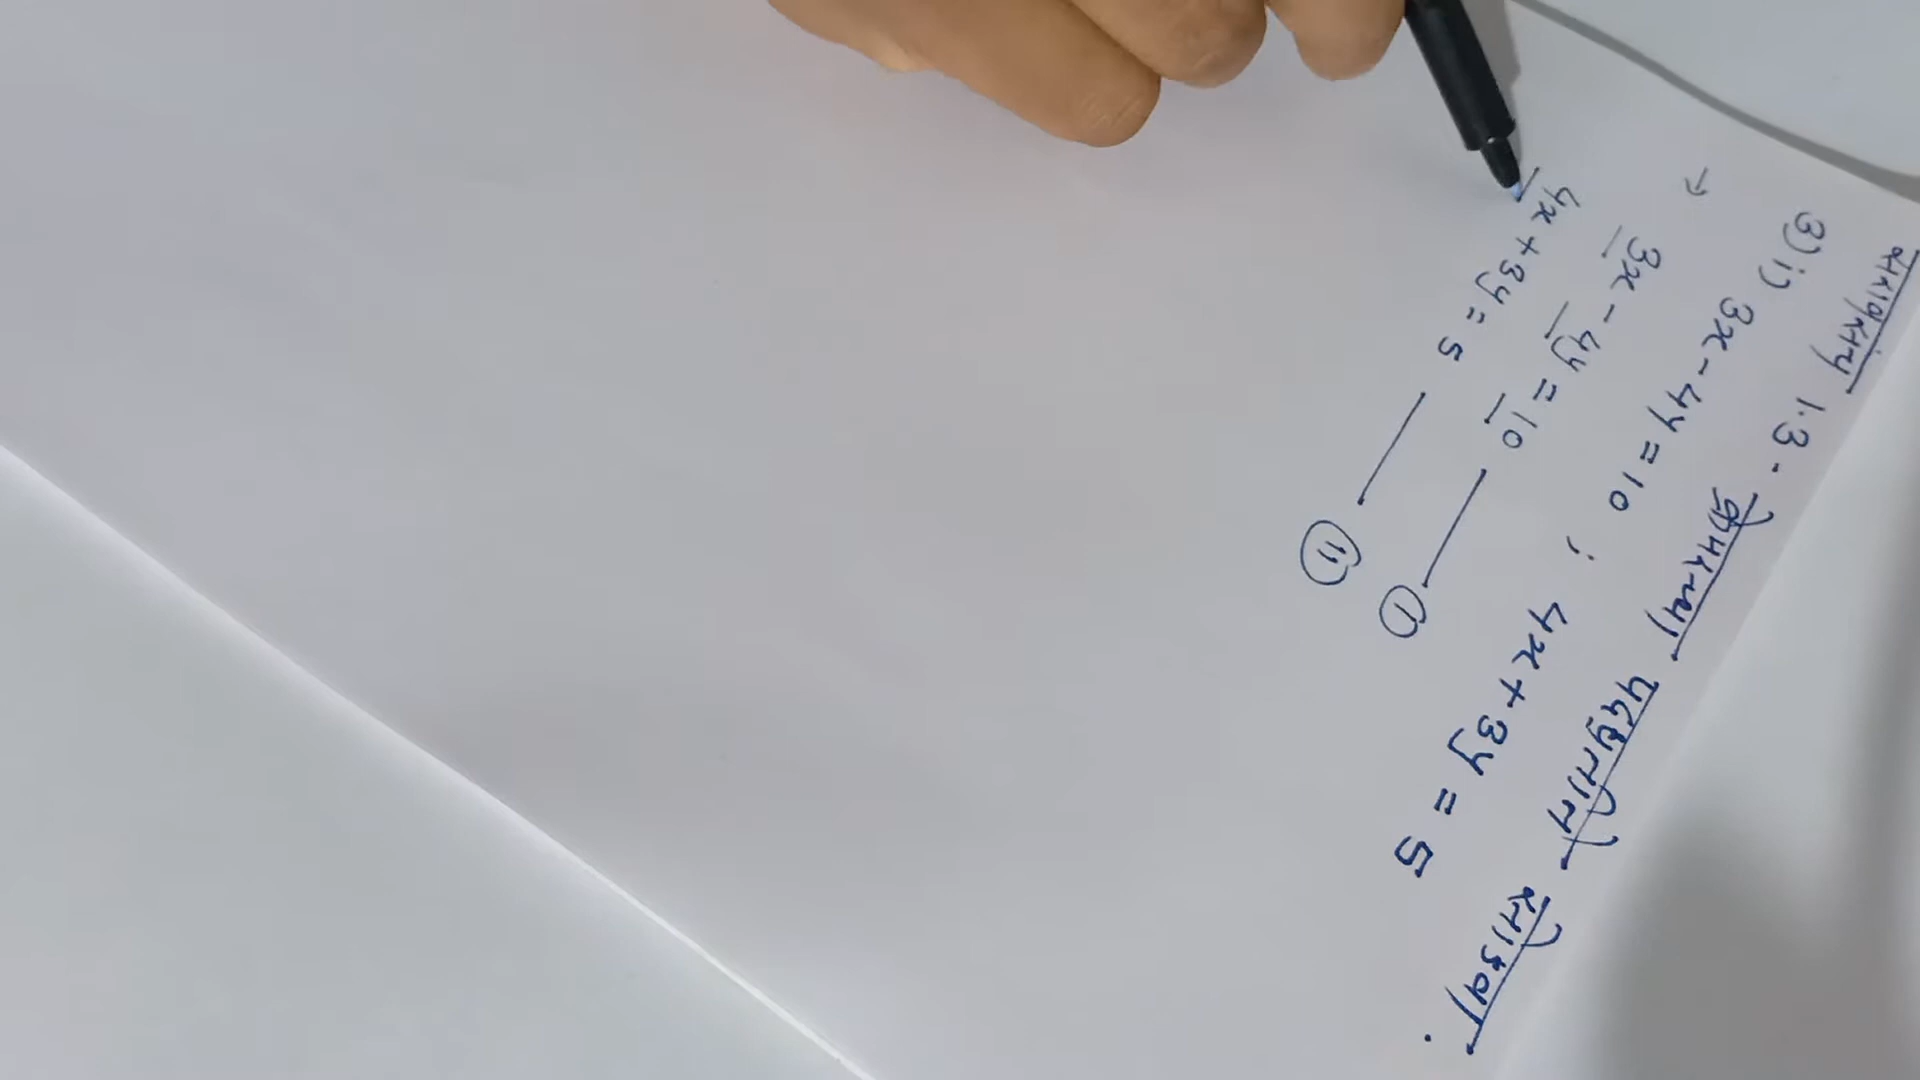 सरावसंच 1.3. क्रेमरच्या पद्धतीने सोडवा.
3) i) 3x - 4y = 10 ; 4x + 3y = 5
→ 3x - 4y = 10 —— (i)
4x + 3y = 5 —— (ii)